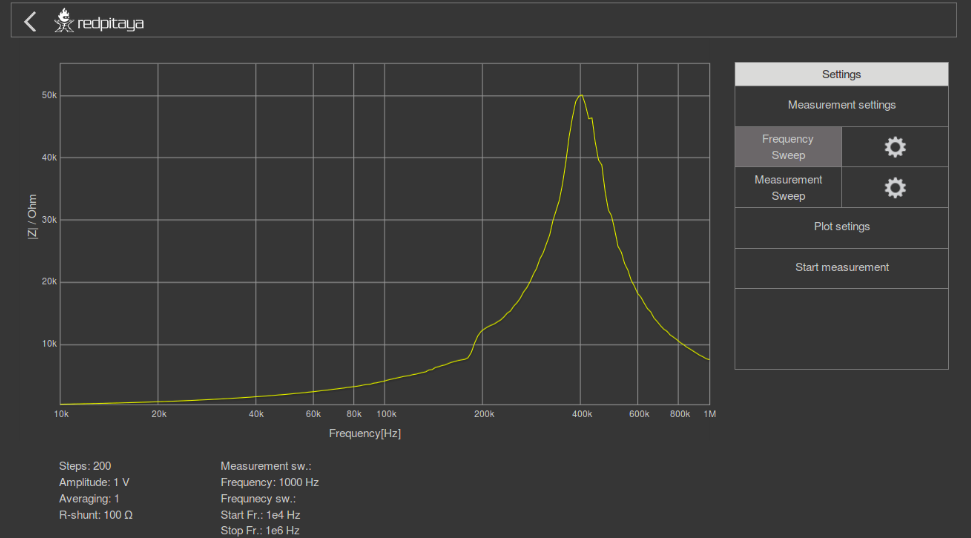 redpitaya
Settings
Measurement settings
Frequency
Sweep
Measurement
Sweep
Plot setings
Start measurement
|Z| / Ohm
50k
40k
30k
20k
10k
10k 20k 40k 60k 80k 100k 200k 400k 600k 800k 1M
Frequency[Hz]
Steps: 200
Amplitude: 1 V
Averaging: 1
R-shunt: 100 Ω
Measurement sw.:
Frequency: 1000 Hz
Frequnecy sw.:
Start Fr.: 1e4 Hz
Stop Fr.: 1e6 Hz